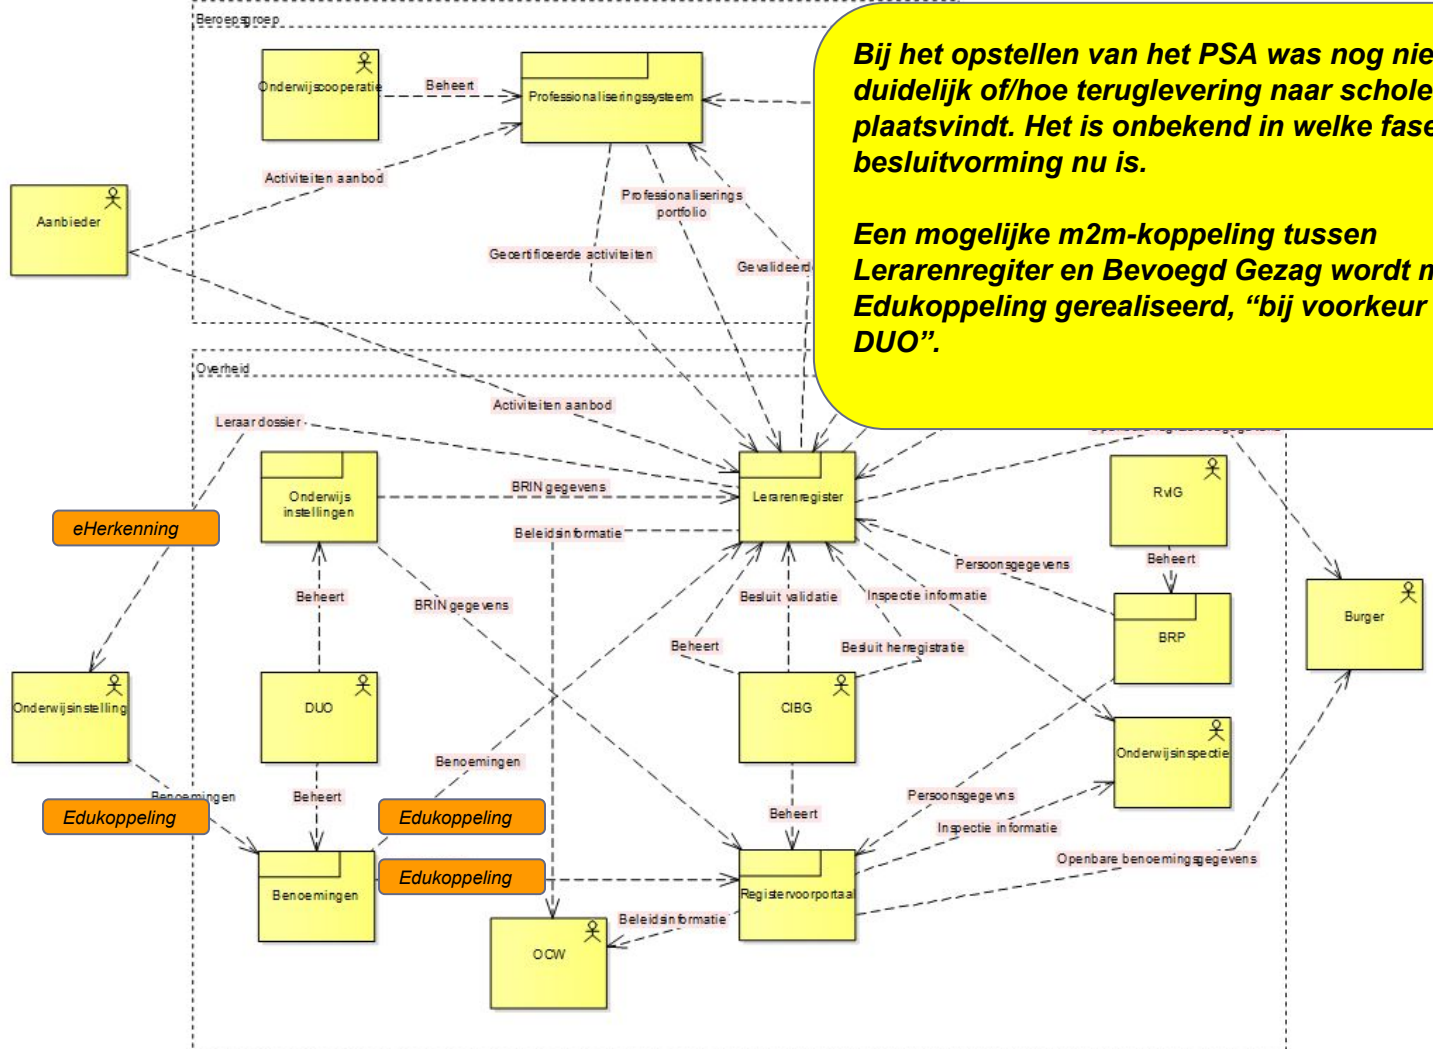 Beroepsgroep
Bij het opstellen van het PSA was nog nie
duidelijk of/hoe teruglevering naar schole
plaatsvindt. Het is onbekend in welke fase
besluitvorming nu is.
Een mogelijke m2m-koppeling tussen
Lerarenregiter en Bevoegd Gezag wordt m
Edukoppeling gerealiseerd, “bij voorkeur
DUO”.
Onderwijscooperatie
Beheert
Professionaliseringssysteem
Activiteiten aanbod
Professionaliserings
portfolio
Aanbieder
Gecertificeerde activiteiten
Gevalideerd
Overheid
Activiteiten aanbod
Leraar dossier
Onderwijs
instellingen
BRIN gegevens
Lerarenregister
RvIG
eHerkenning
Beleidsinformatie
Persoonsgegevens
Beheert
Beheert
BRIN gegevens
Besluit validatie
Inspectie informatie
BRP
Burger
Beheert
Besluit herregistratie
Onderwijsinstelling
DUO
CIBG
Onderwijsinspectie
Benoemingen
Benoemingen
Beheert
Persoonsgegevns
Edukoppeling
Edukoppeling
Beheert
Inspectie informatie
Openbare benoemingsgegevens
Edukoppeling
Benoemingen
Registervoorportaal
Beleidsinformatie
OCW